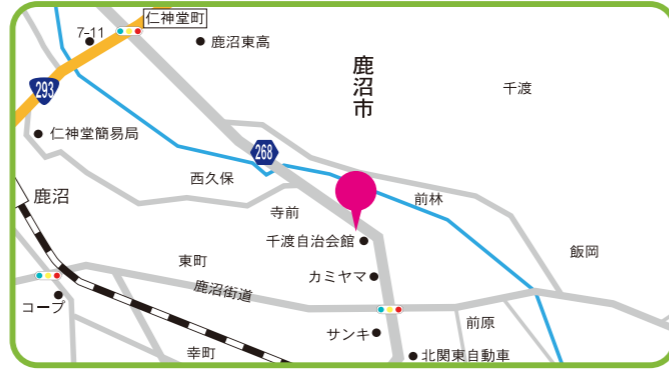 仁神堂町
7-11
鹿沼東高
鹿沼市
千渡
293
仁神堂簡易局
268
西久保
前林
鹿沼
寺前
千渡自治会館
飯岡
東町
カミヤマ
鹿沼街道
コープ
前原
サンキ
幸町
北関東自動車